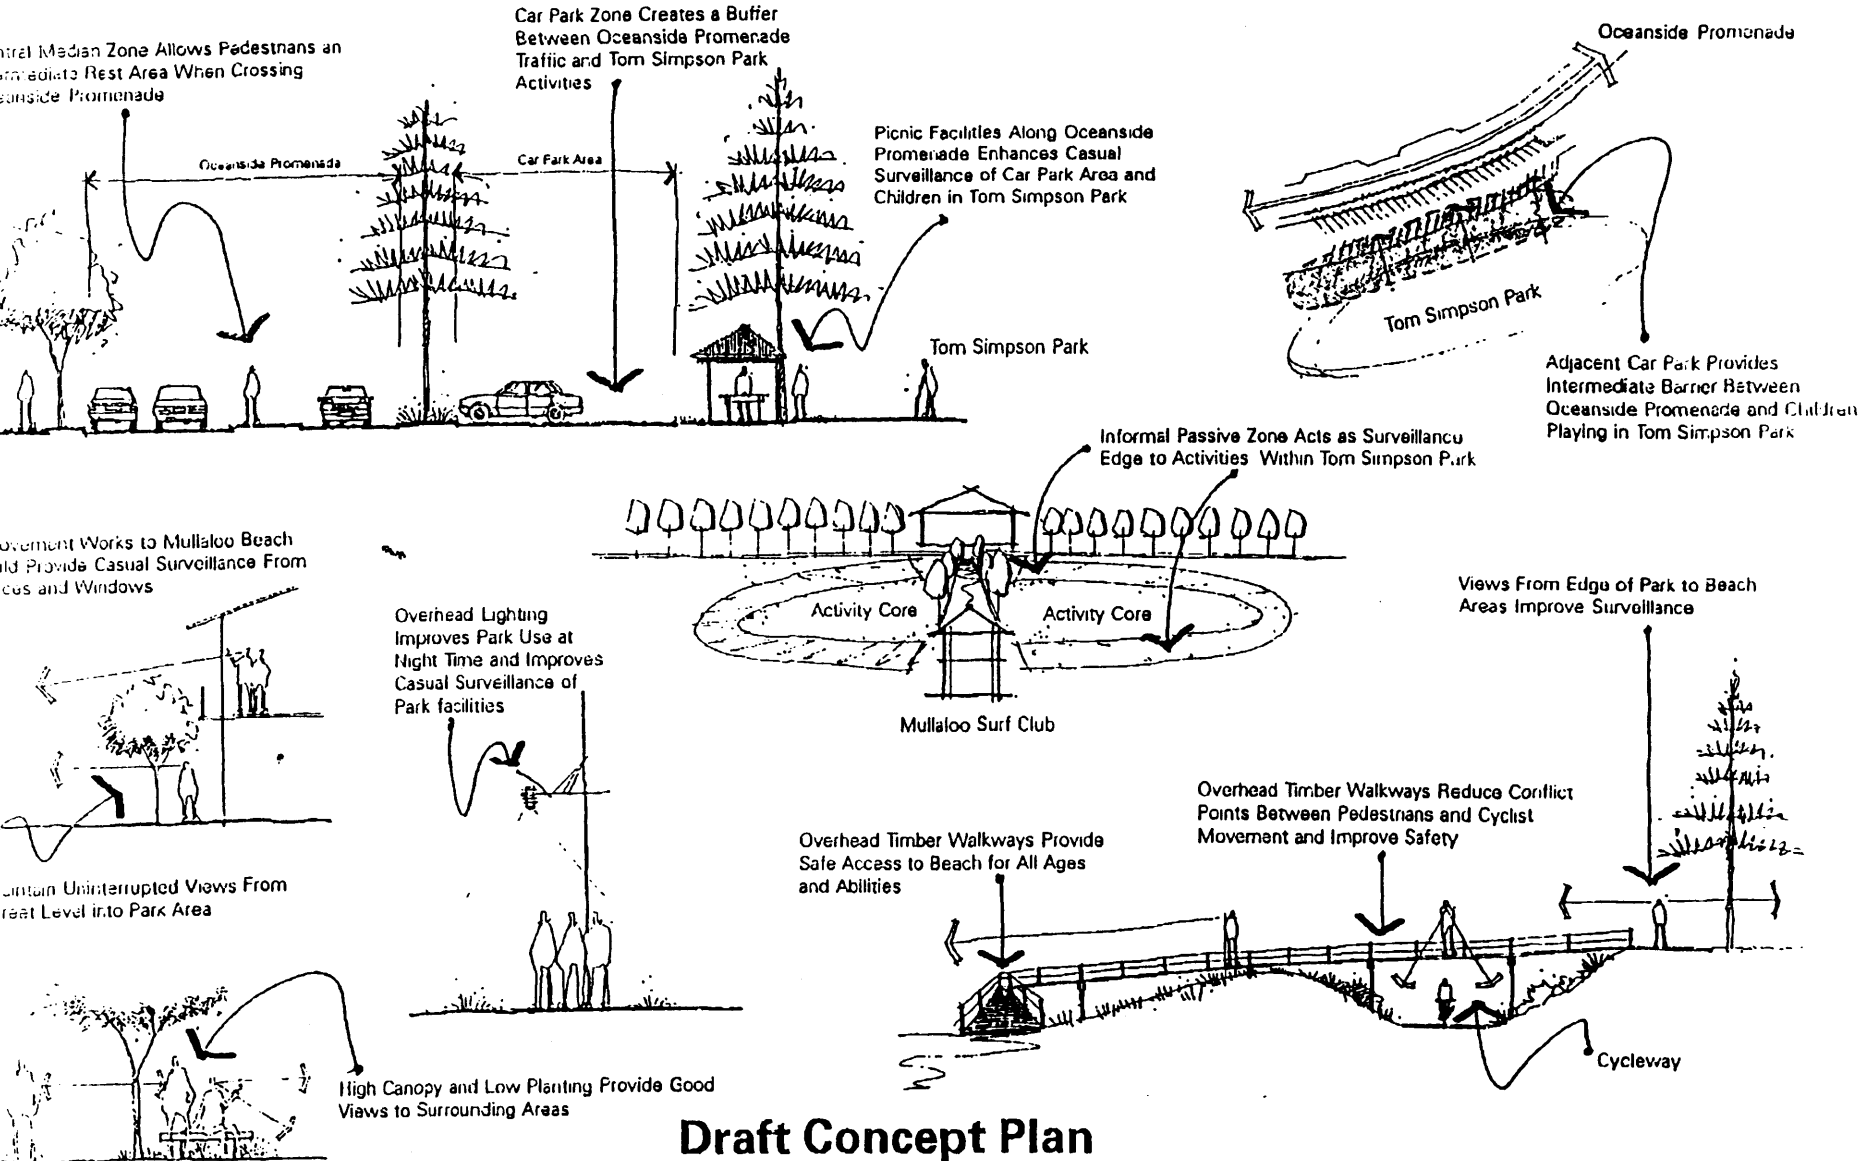 Median Zone Allows Pedestrians an
Rest Area When Crossing
Promenade
Car Park Zone Creates a Buffer
Between Oceanside Promenade
Traffic and Tom Simpson Park
Activities
Oceanside Promenade
Car Park Area
Picnic Facilities Along Oceanside
Promenade Enhances Casual
Surveillance of Car Park Area and
Children in Tom Simpson Park
Tom Simpson Park
Oceanside Promenade
Tom Simpson Park
Adjacent Car Park Provides
Intermediate Barrier Between
Oceanside Promenade and Children
Playing in Tom Simpson Park
Informal Passive Zone Acts as Surveillance
Edge to Activities Within Tom Simpson Park
Activity Core
Activity Core
Mullaloo Surf Club
Works to Mullaloo Beach
Provide Casual Surveillance From
and Windows
Uninterrupted Views From
Level into Park Area
Overhead Lighting
Improves Park Use at
Night Time and Improves
Casual Surveillance of
Park facilities
High Canopy and Low Planting Provide Good
Views to Surrounding Areas
Views From Edge of Park to Beach
Areas Improve Surveillance
Overhead Timber Walkways Reduce Conflict
Points Between Pedestrians and Cyclist
Movement and Improve Safety
Overhead Timber Walkways Provide
Safe Access to Beach for All Ages
and Abilities
Cycleway
Draft Concept Plan